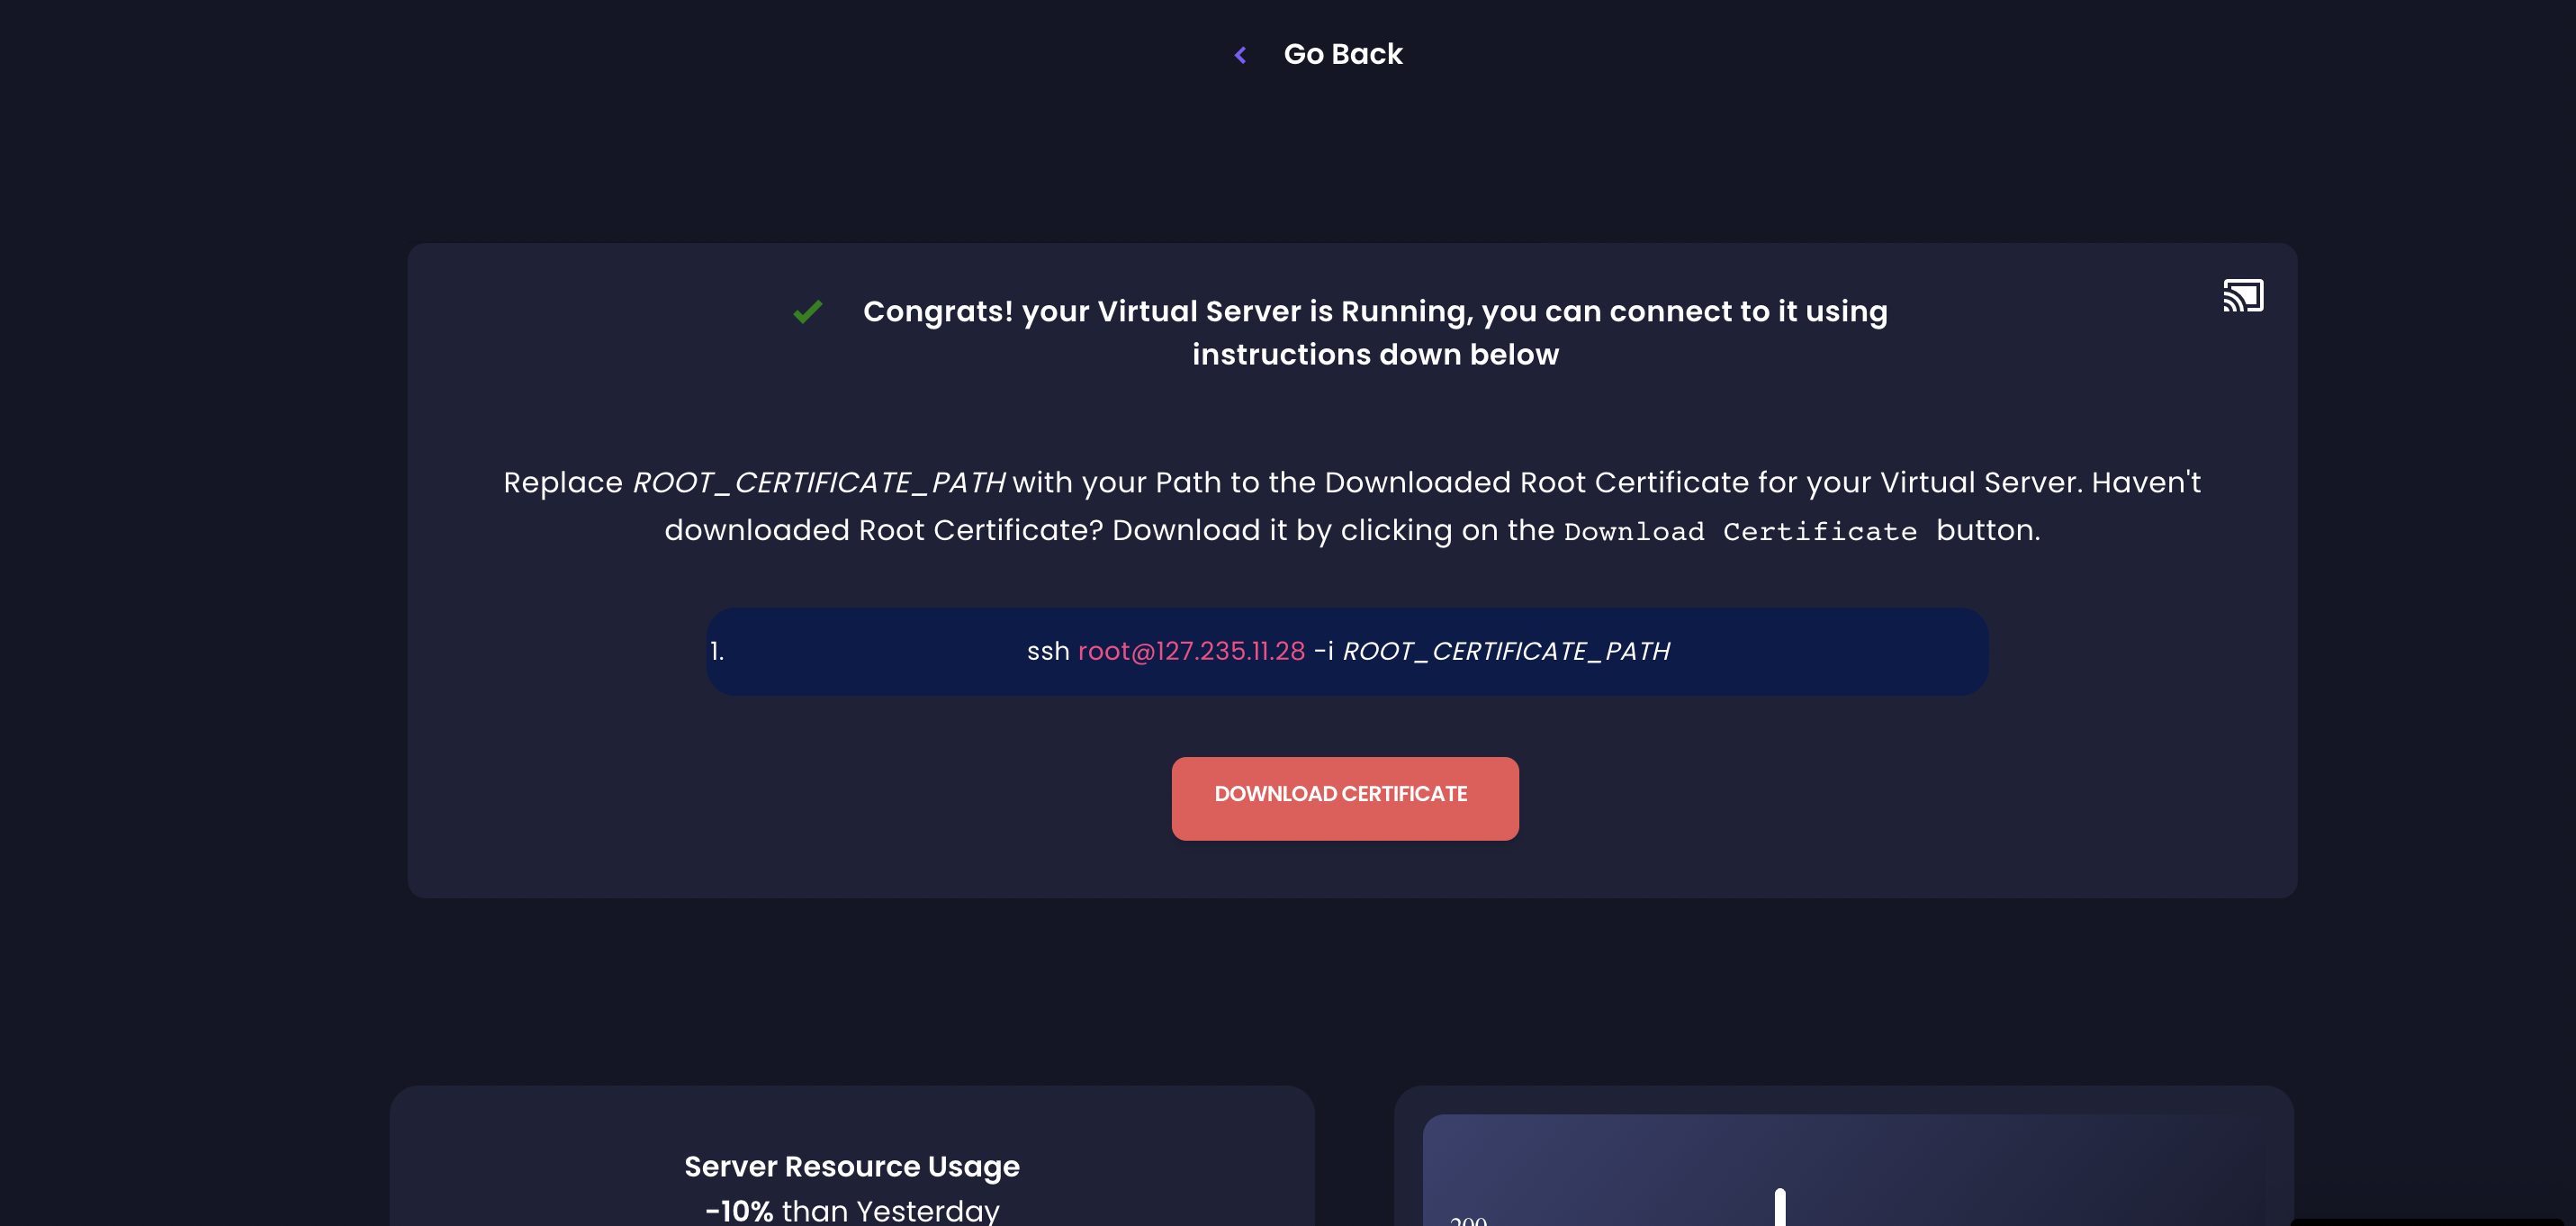 Go Back
Congrats! your Virtual Server is Running, you can connect to it using
instructions down below
Replace ROOT_CERTIFICATE_PATH with your Path to the Downloaded Root Certificate for your Virtual Server. Haven't
downloaded Root Certificate? Download it by clicking on the Download Certificate button.
1. ssh root@127.235.11.28 -i ROOT_CERTIFICATE_PATH
DOWNLOAD CERTIFICATE
Server Resource Usage
-10% than Yesterday
200